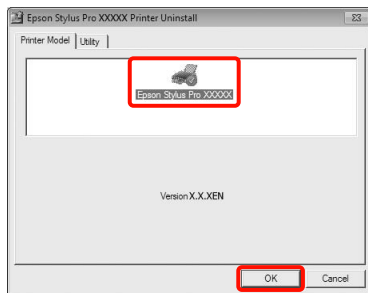 Epson Stylus Pro XXXXX Printer Uninstall
Printer Model
Utility
Epson Stylus Pro XXXXX
Version X.X.XEN
OK
Cancel